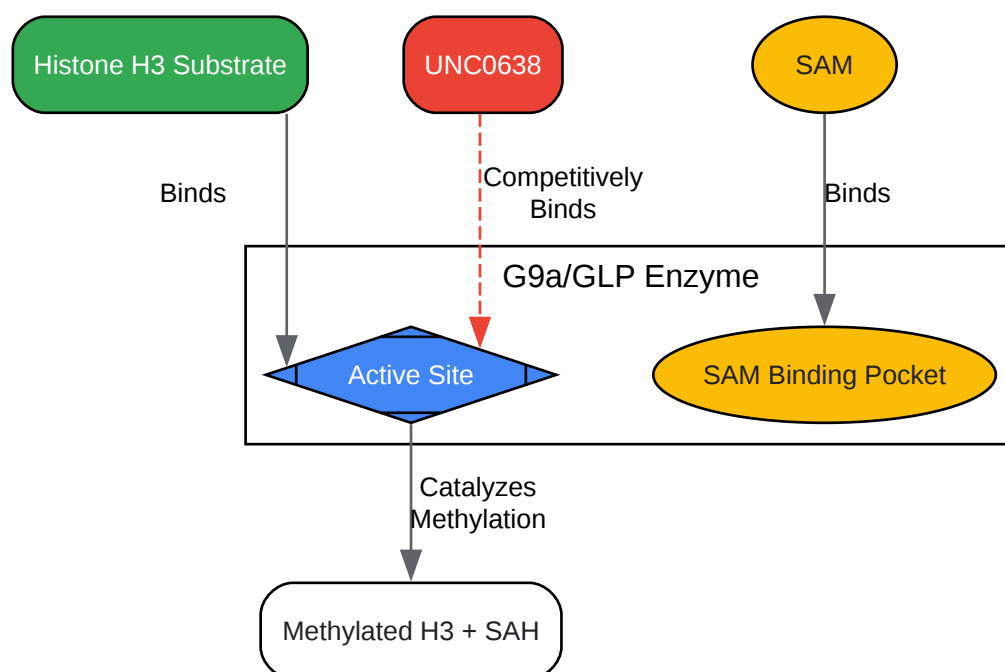 Histone H3 Substrate
UNC0638
SAM
Binds
Competitively
Binds
Binds
G9a/GLP Enzyme
Active Site
SAM Binding Pocket
Catalyzes
Methylation
Methylated H3 + SAH